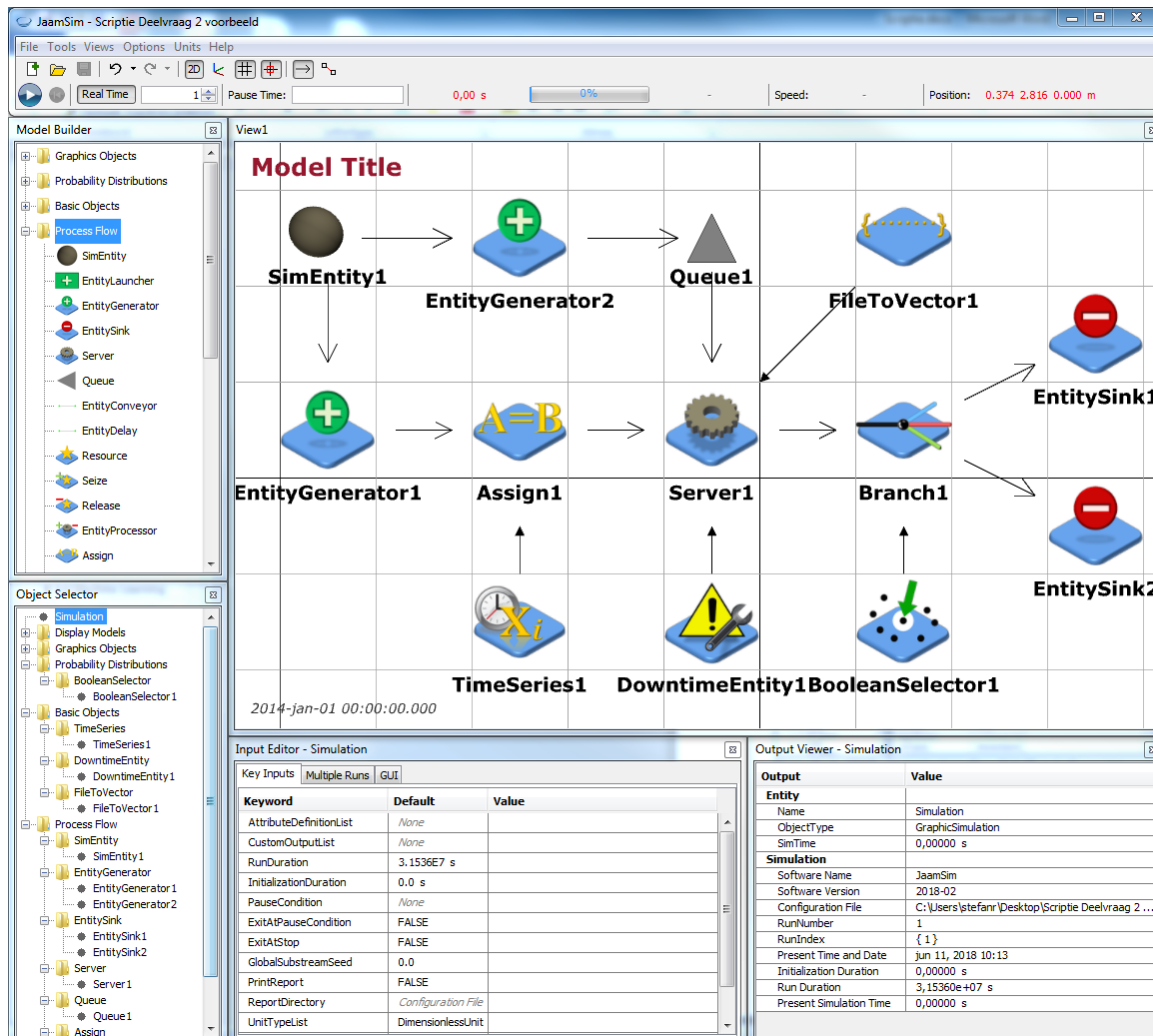 JaamSim - Scriptie Deelvraag 2 voorbeeld
File Tools Views Options Units Help
2D
Real Time 1 Pause Time: 0,00 s 0% - Speed: - Position: 0.374 2.816 0.000 m
Model Builder
Graphics Objects
Probability Distributions
Basic Objects
Process Flow
SimEntity
EntityLauncher
EntityGenerator
EntitySink
Server
Queue
EntityConveyor
EntityDelay
Resource
Seize
Release
EntityProcessor
Assign
View1
Model Title
SimEntity1
EntityGenerator2
Queue1
{ } FileToVector1
EntitySink1
EntityGenerator1
A=B Assign1
Server1
Branch1
EntitySink2
Xi TimeSeries1
DowntimeEntity1
BooleanSelector1
2014-jan-01 00:00:00.000
Object Selector
Simulation
Display Models
Graphics Objects
Probability Distributions
BooleanSelector
BooleanSelector1
Basic Objects
TimeSeries
TimeSeries1
DowntimeEntity
DowntimeEntity1
FileToVector
FileToVector1
Process Flow
SimEntity
SimEntity1
EntityGenerator
EntityGenerator1
EntityGenerator2
EntitySink
EntitySink1
EntitySink2
Server
Server1
Queue
Queue1
Assign
Input Editor - Simulation
Key Inputs Multiple Runs GUI
Keyword Default Value
AttributeDefinitionList None
CustomOutputList None
RunDuration 3.1536E7 s
InitializationDuration 0.0 s
PauseCondition None
ExitAtPauseCondition FALSE
ExitAtStop FALSE
GlobalSubstreamSeed 0.0
PrintReport FALSE
ReportDirectory Configuration File
UnitTypeList DimensionlessUnit
Output Viewer - Simulation
Output Value
Entity
Name Simulation
ObjectType GraphicSimulation
SimTime 0,00000 s
Simulation
Software Name JaamSim
Software Version 2018-02
Configuration File C:\Users\stefanr\Desktop\Scriptie Deelvraag 2 ...
RunNumber 1
RunIndex { 1 }
Present Time and Date jun 11, 2018 10:13
Initialization Duration 0,00000 s
Run Duration 3,15360e+07 s
Present Simulation Time 0,00000 s